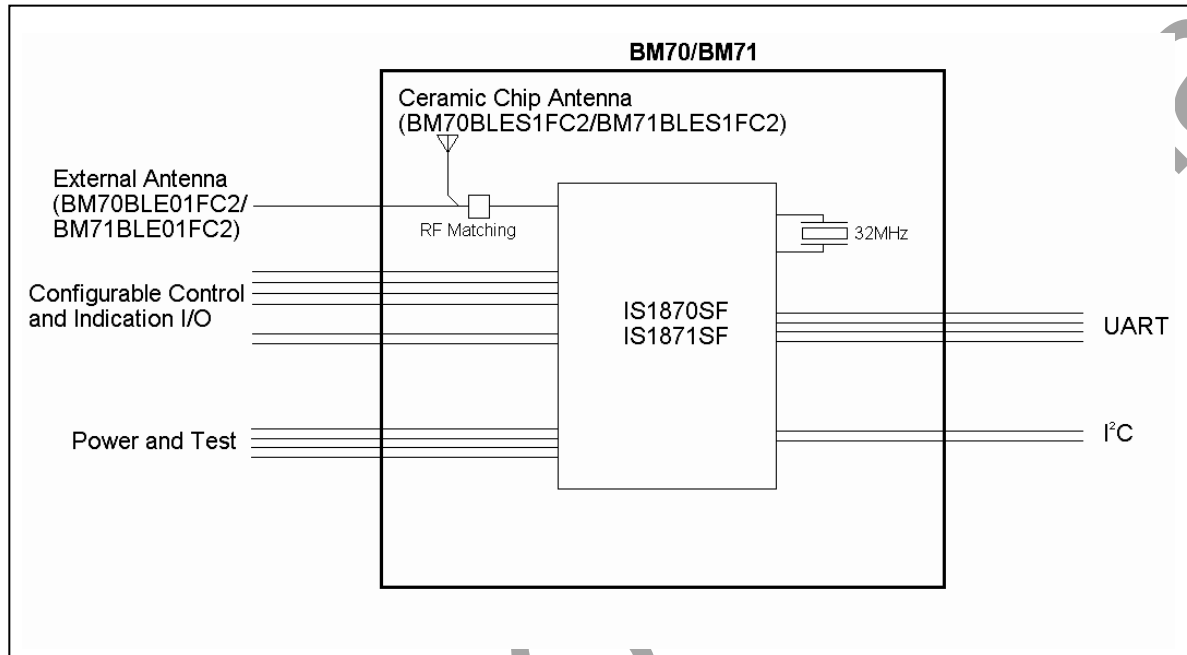 BM70/BM71
Ceramic Chip Antenna
(BM70BLES1FC2/BM71BLES1FC2)
External Antenna
(BM70BLE01FC2/
BM71BLE01FC2)
RF Matching
32MHz
Configurable Control
and Indication I/O
IS1870SF
IS1871SF
UART
Power and Test
I²C